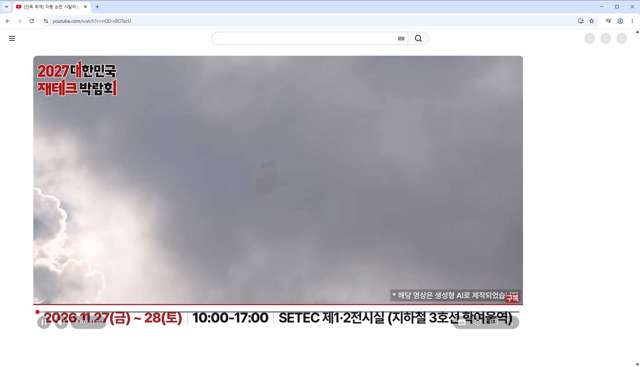 2027대한민국
재테크 박람회
* 해당 영상은 생성형 AI로 제작되었습
구독
2026.11.27(금) ~ 28(토) 10:00-17:00 SETEC 제1·2전시실 (지하철 3호선 학여울역)